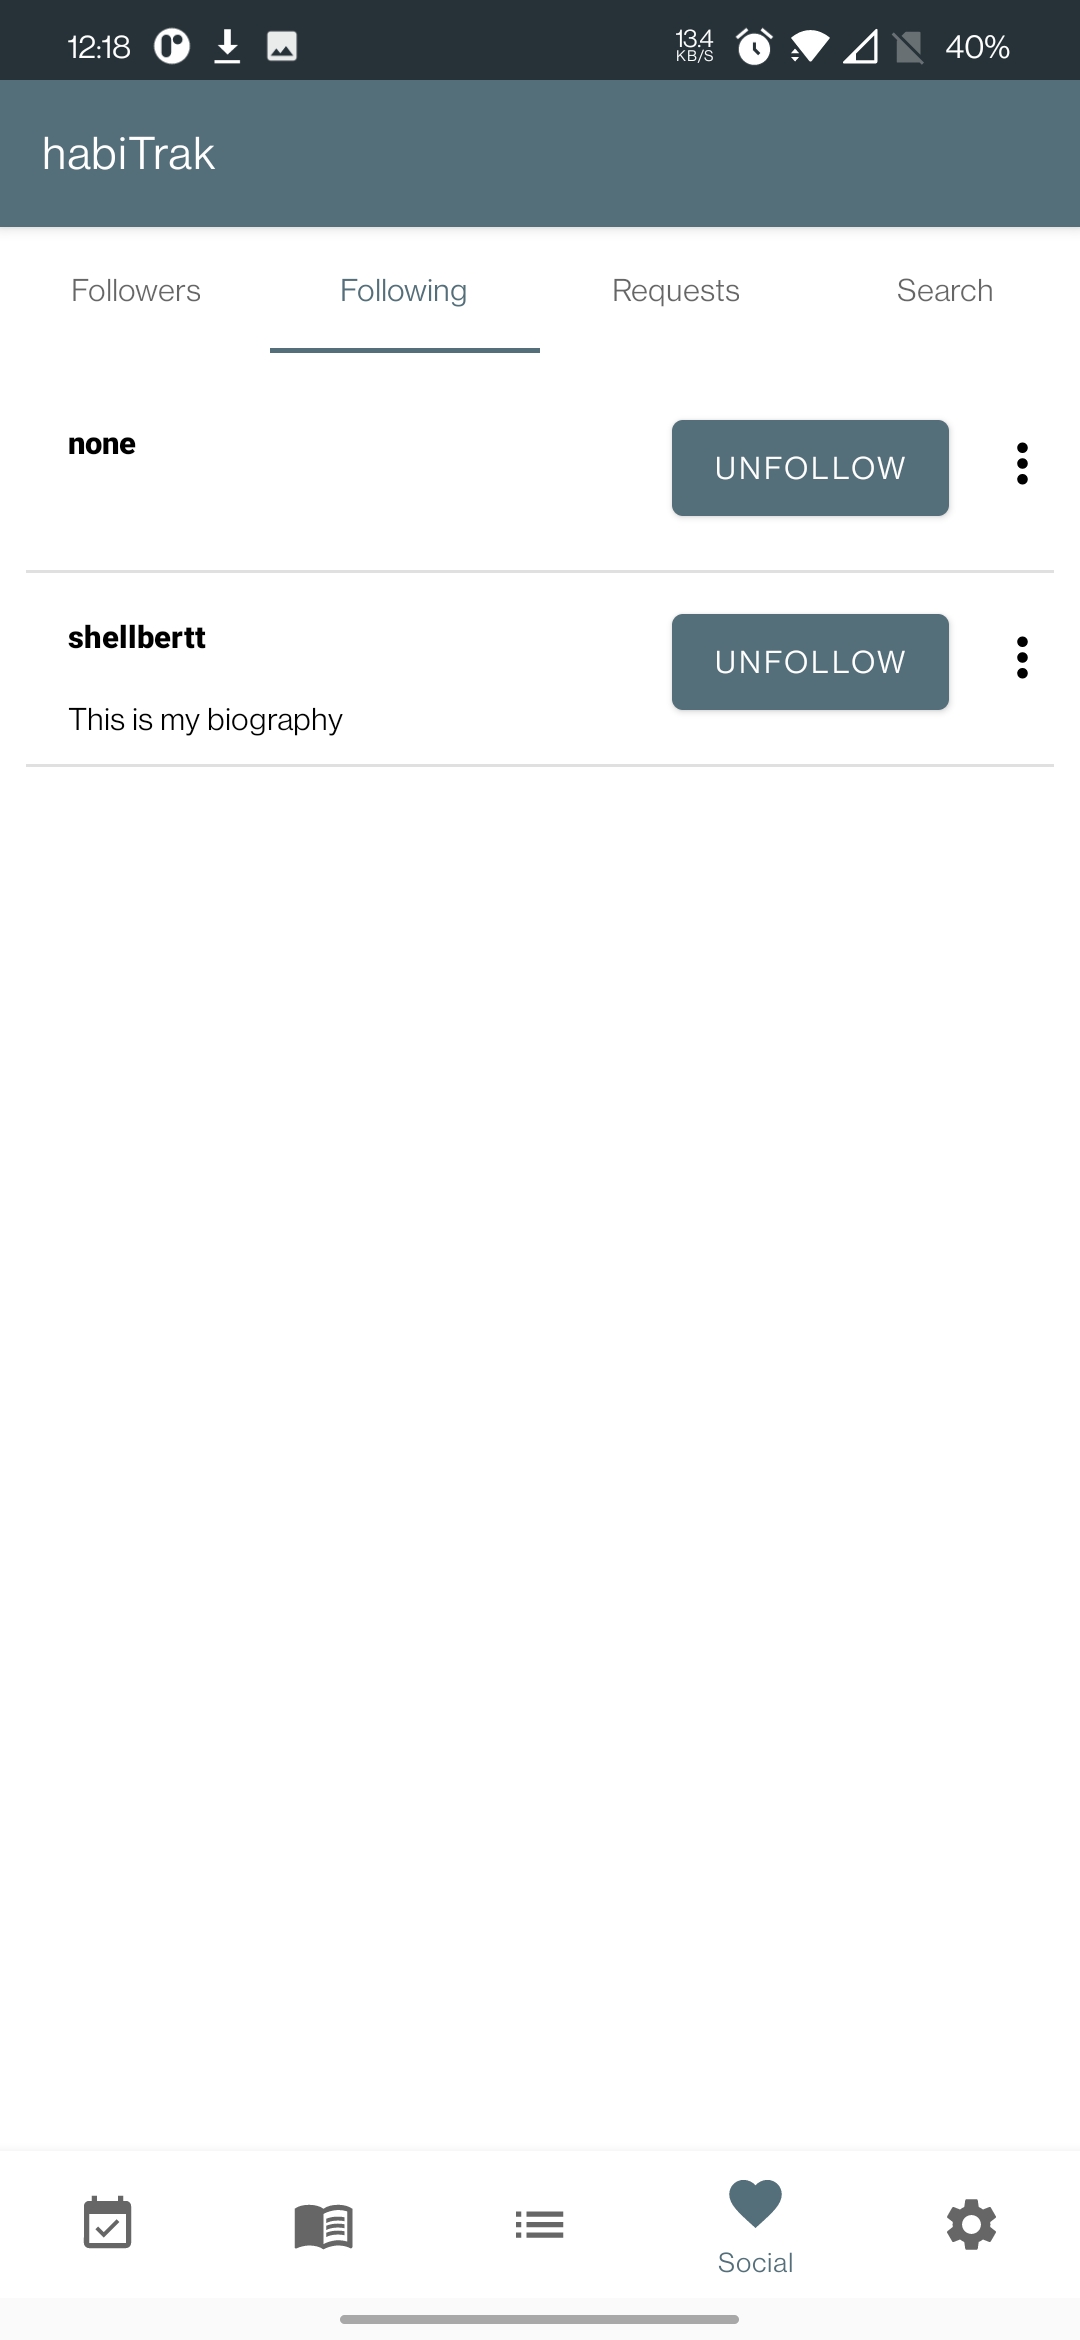 12:18 13.4 KB/S 40%
habiTrak
Followers Following Requests Search
none UNFOLLOW
shellbertt UNFOLLOW
This is my biography
Social